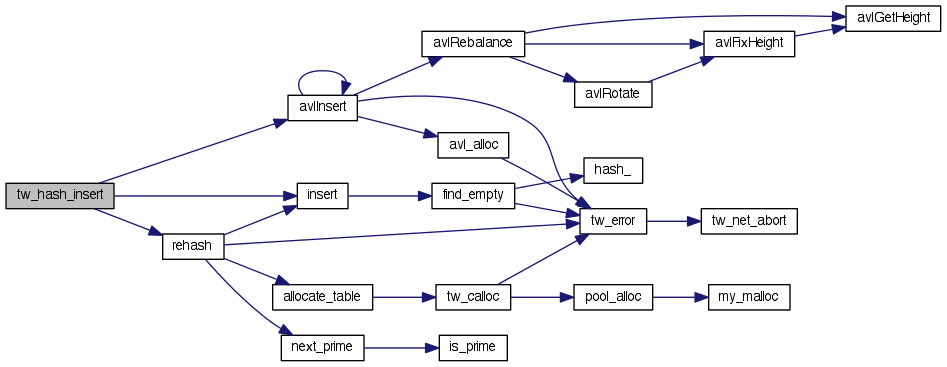 tw_hash_insert
avlInsert
insert
rehash
avlRebalance
avl_alloc
find_empty
allocate_table
next_prime
avlRotate
hash_
tw_error
tw_calloc
is_prime
avlFixHeight
tw_net_abort
pool_alloc
my_malloc
avlGetHeight